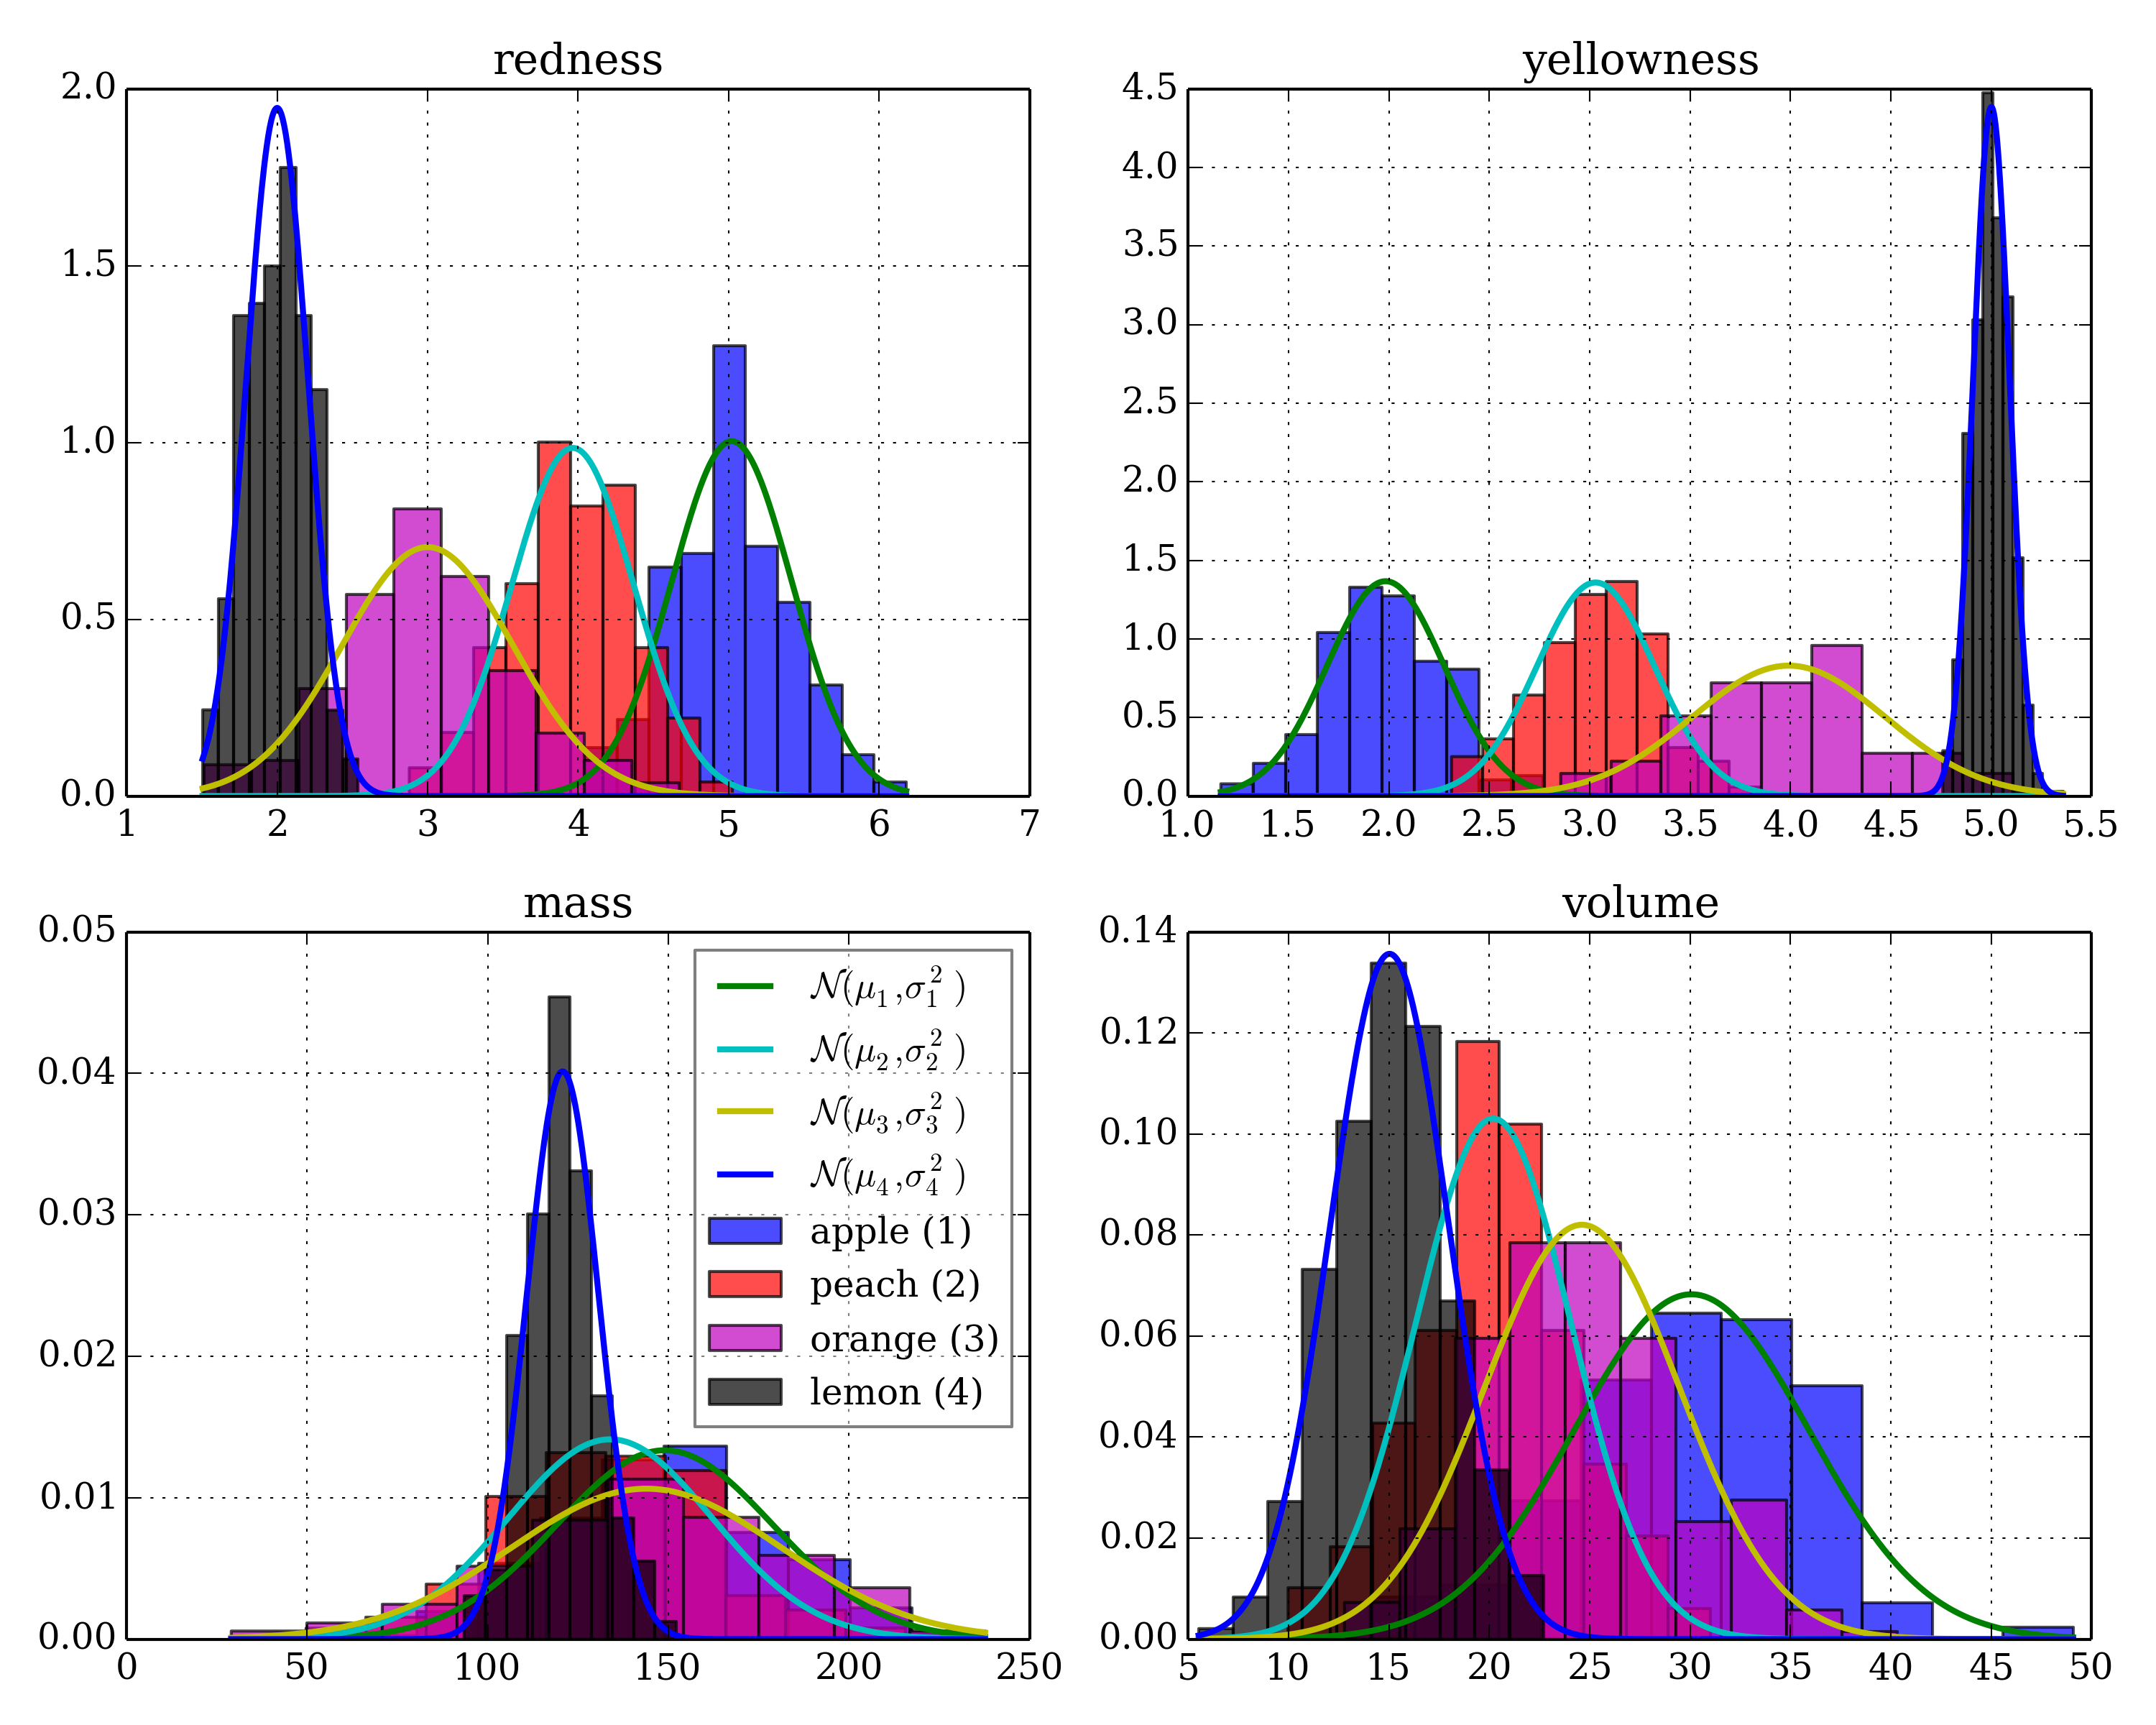 redness
2.0
1.5
1.0
0.5
0.0
1 2 3 4 5 6 7
yellowness
4.5
4.0
3.5
3.0
2.5
2.0
1.5
1.0
0.5
0.0
1.0 1.5 2.0 2.5 3.0 3.5 4.0 4.5 5.0 5.5
mass
0.05
0.04
0.03
0.02
0.01
0.00
0 50 100 150 200 250
𝒩(μ₁,σ₁²)
𝒩(μ₂,σ₂²)
𝒩(μ₃,σ₃²)
𝒩(μ₄,σ₄²)
apple (1)
peach (2)
orange (3)
lemon (4)
volume
0.14
0.12
0.10
0.08
0.06
0.04
0.02
0.00
5 10 15 20 25 30 35 40 45 50